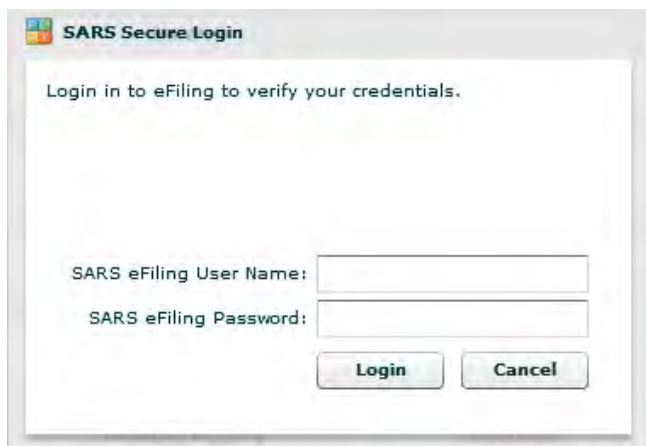 SARS Secure Login
Login in to eFiling to verify your credentials.
SARS eFiling User Name:
SARS eFiling Password:
Login Cancel